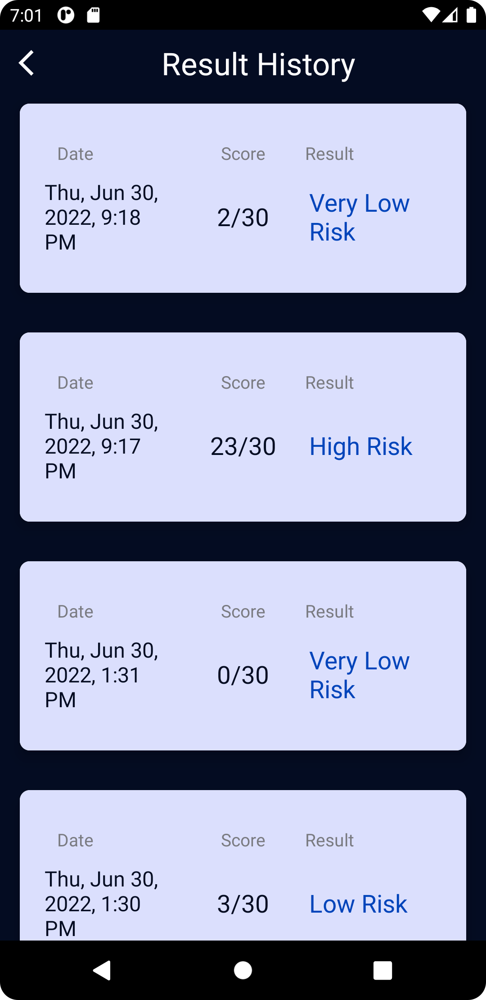 7:01
Result History
Date Score Result
Thu, Jun 30,
2022, 9:18
PM
2/30
Very Low
Risk
Date Score Result
Thu, Jun 30,
2022, 9:17
PM
23/30
High Risk
Date Score Result
Thu, Jun 30,
2022, 1:31
PM
0/30
Very Low
Risk
Date Score Result
Thu, Jun 30,
2022, 1:30
PM
3/30
Low Risk